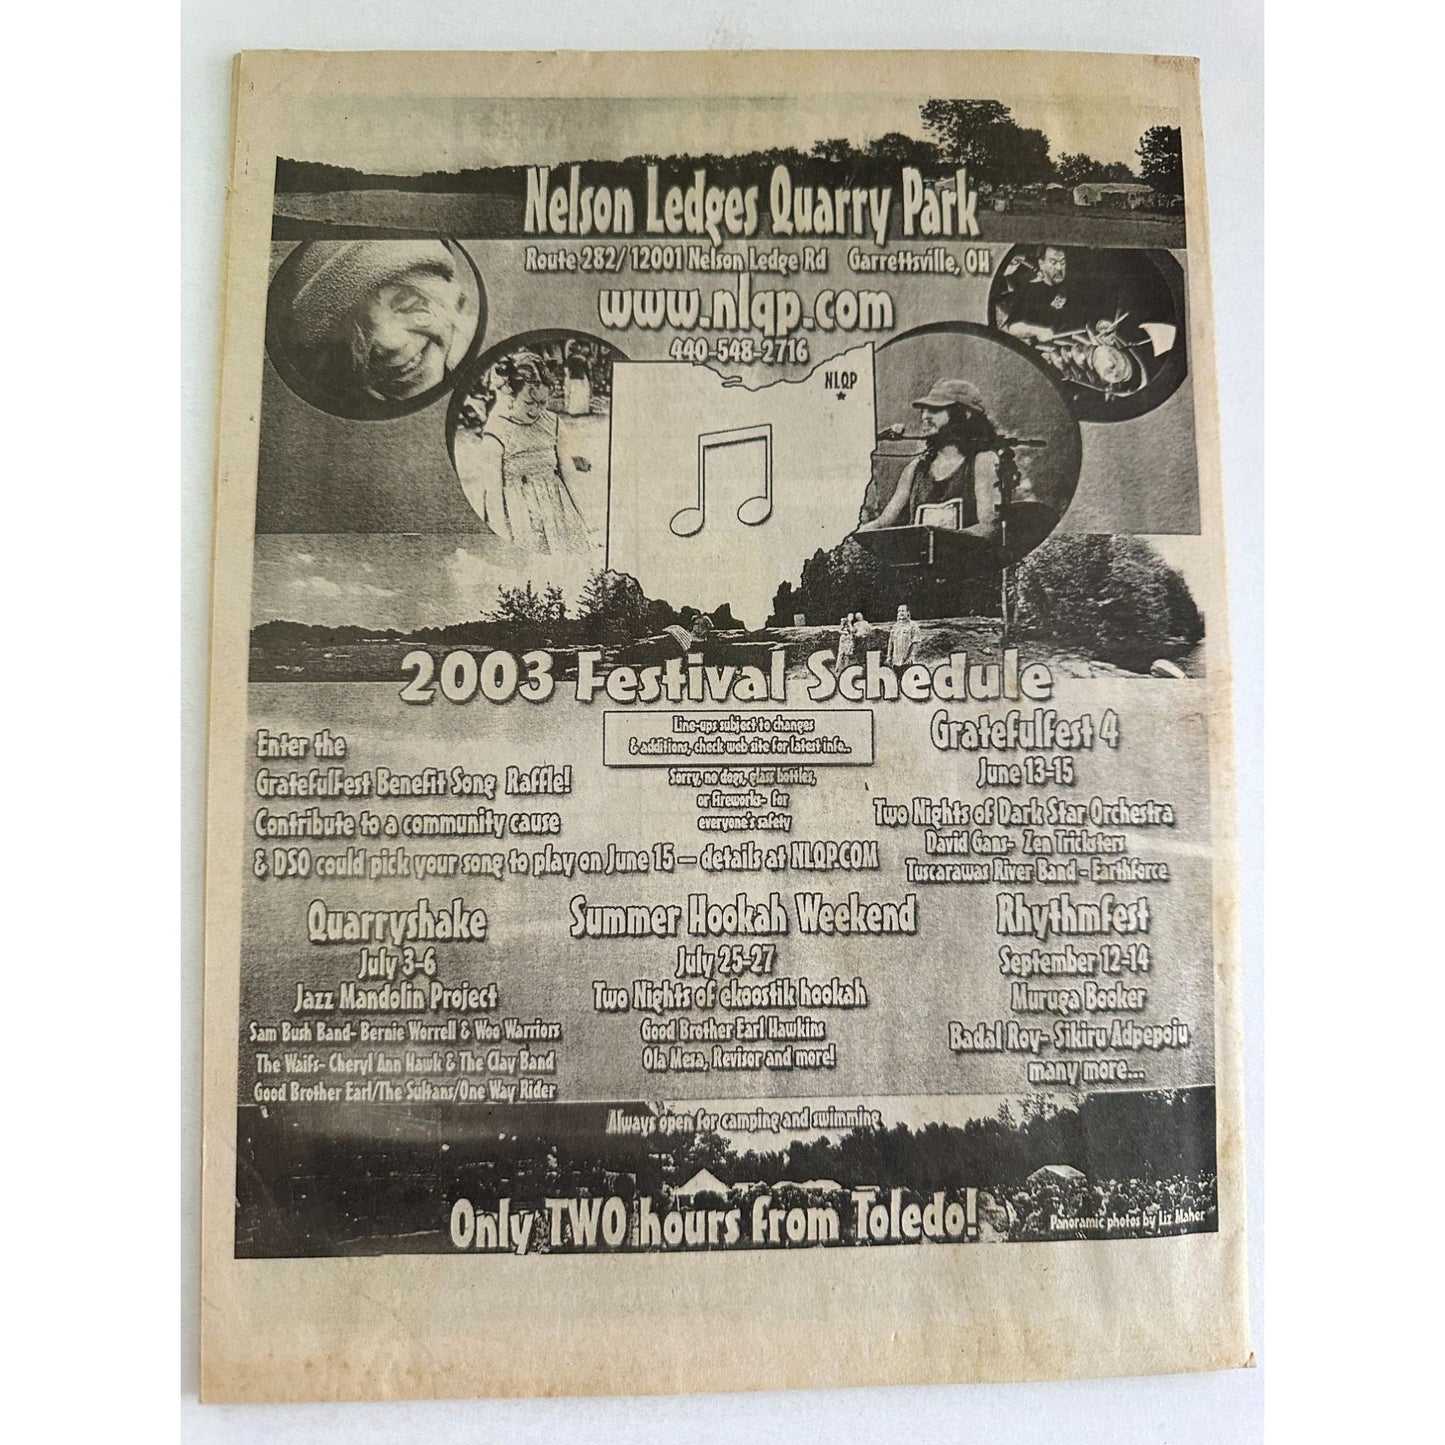 Nelson Ledges Quarry Park
Route 282/ 12001 Nelson Ledge Rd Garrettsville, OH
www.nlqp.com
440-548-2716
NLQP
2003 Festival Schedule
Line-ups subject to changes
& additions, check web site for latest info..
Sorry, no dogs, glass bottles,
or fireworks- for
everyone's safety
Enter the
GratefulFest Benefit Song Raffle!
Contribute to a community cause
& DSO could pick your song to play on June 15 — details at NLQP.COM
GratefulFest 4
June 13-15
Two Nights of Dark Star Orchestra
David Gans- Zen Tricksters
Tuscarawas River Band - Earthforce
Quarryshake
July 3-6
Jazz Mandolin Project
Sam Bush Band- Bernie Worrell & Woo Warriors
The Waifs- Cheryl Ann Hawk & The Clay Band
Good Brother Earl/The Sultans/One Way Rider
Summer Hookah Weekend
July 25-27
Two Nights of ekoostik hookah
Good Brother Earl Hawkins
Ola Mesa, Revisor and more!
Rhythmfest
September 12-14
Muruga Booker
Badal Roy- Sikiru Adpepoju
many more...
Always open for camping and swimming
Only TWO hours from Toledo!
Panoramic photos by Liz Maher